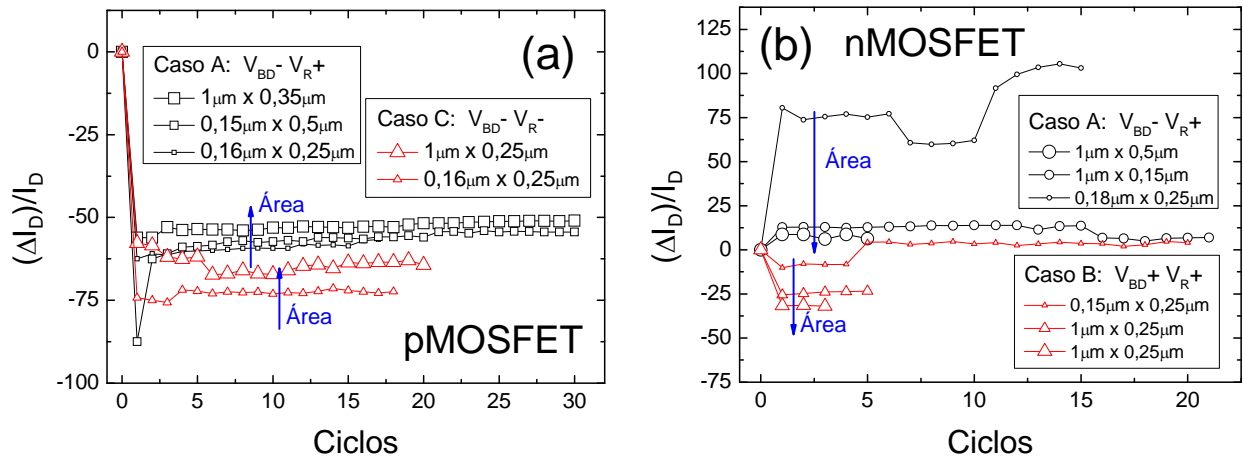 (a)
Caso A: V_BD- V_R+
1μm x 0,35μm
0,15μm x 0,5μm
0,16μm x 0,25μm
Caso C: V_BD- V_R-
1μm x 0,25μm
0,16μm x 0,25μm
Área
Área
pMOSFET
0
-25
-50
-75
-100
(ΔI_D)/I_D
0 5 10 15 20 25 30
Ciclos
(b)
nMOSFET
Caso A: V_BD- V_R+
1μm x 0,5μm
1μm x 0,15μm
0,18μm x 0,25μm
Área
Caso B: V_BD+ V_R+
0,15μm x 0,25μm
1μm x 0,25μm
1μm x 0,25μm
Área
125
100
75
50
25
0
-25
-50
-75
(ΔI_D)/I_D
0 5 10 15 20
Ciclos